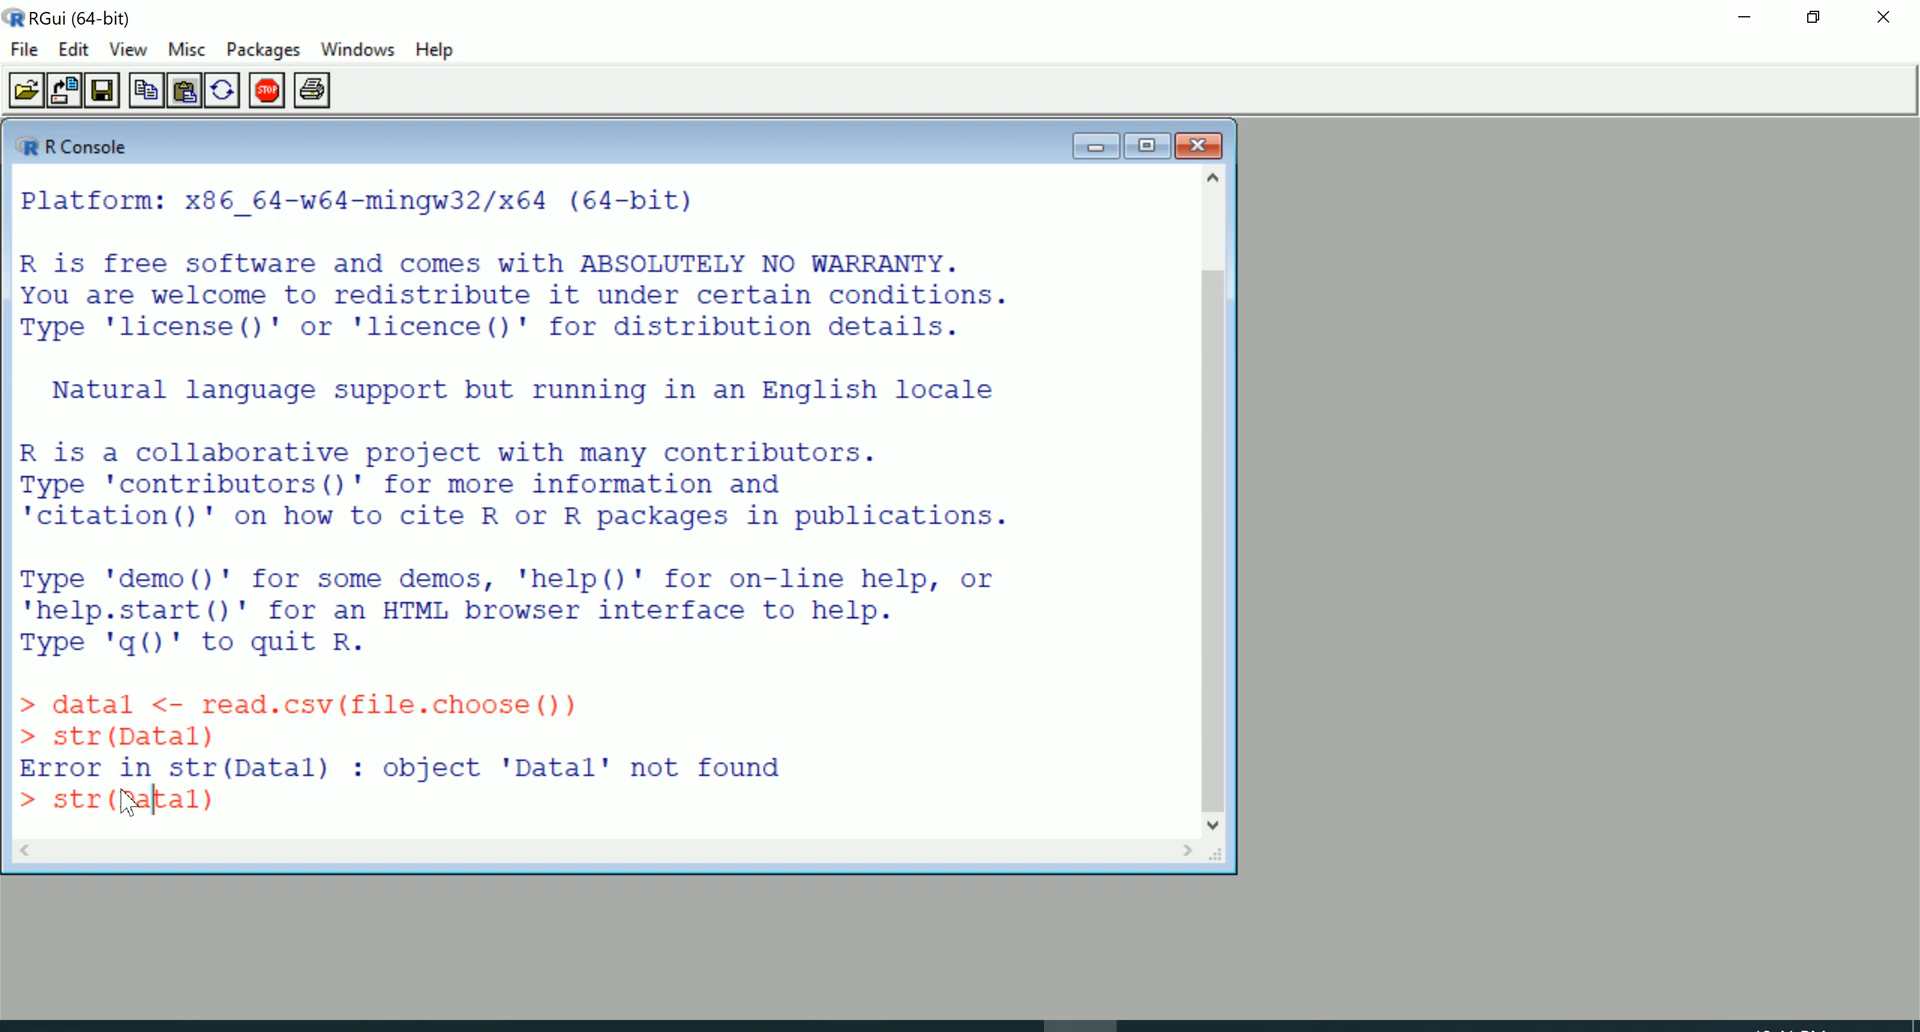 RGui (64-bit)
File Edit View Misc Packages Windows Help
STOP
R Console
Platform: x86_64-w64-mingw32/x64 (64-bit)
R is free software and comes with ABSOLUTELY NO WARRANTY.
You are welcome to redistribute it under certain conditions.
Type 'license()' or 'licence()' for distribution details.
Natural language support but running in an English locale
R is a collaborative project with many contributors.
Type 'contributors()' for more information and
'citation()' on how to cite R or R packages in publications.
Type 'demo()' for some demos, 'help()' for on-line help, or
'help.start()' for an HTML browser interface to help.
Type 'q()' to quit R.
> data1 <- read.csv(file.choose())
> str(Data1)
Error in str(Data1) : object 'Data1' not found
> str(Data1)